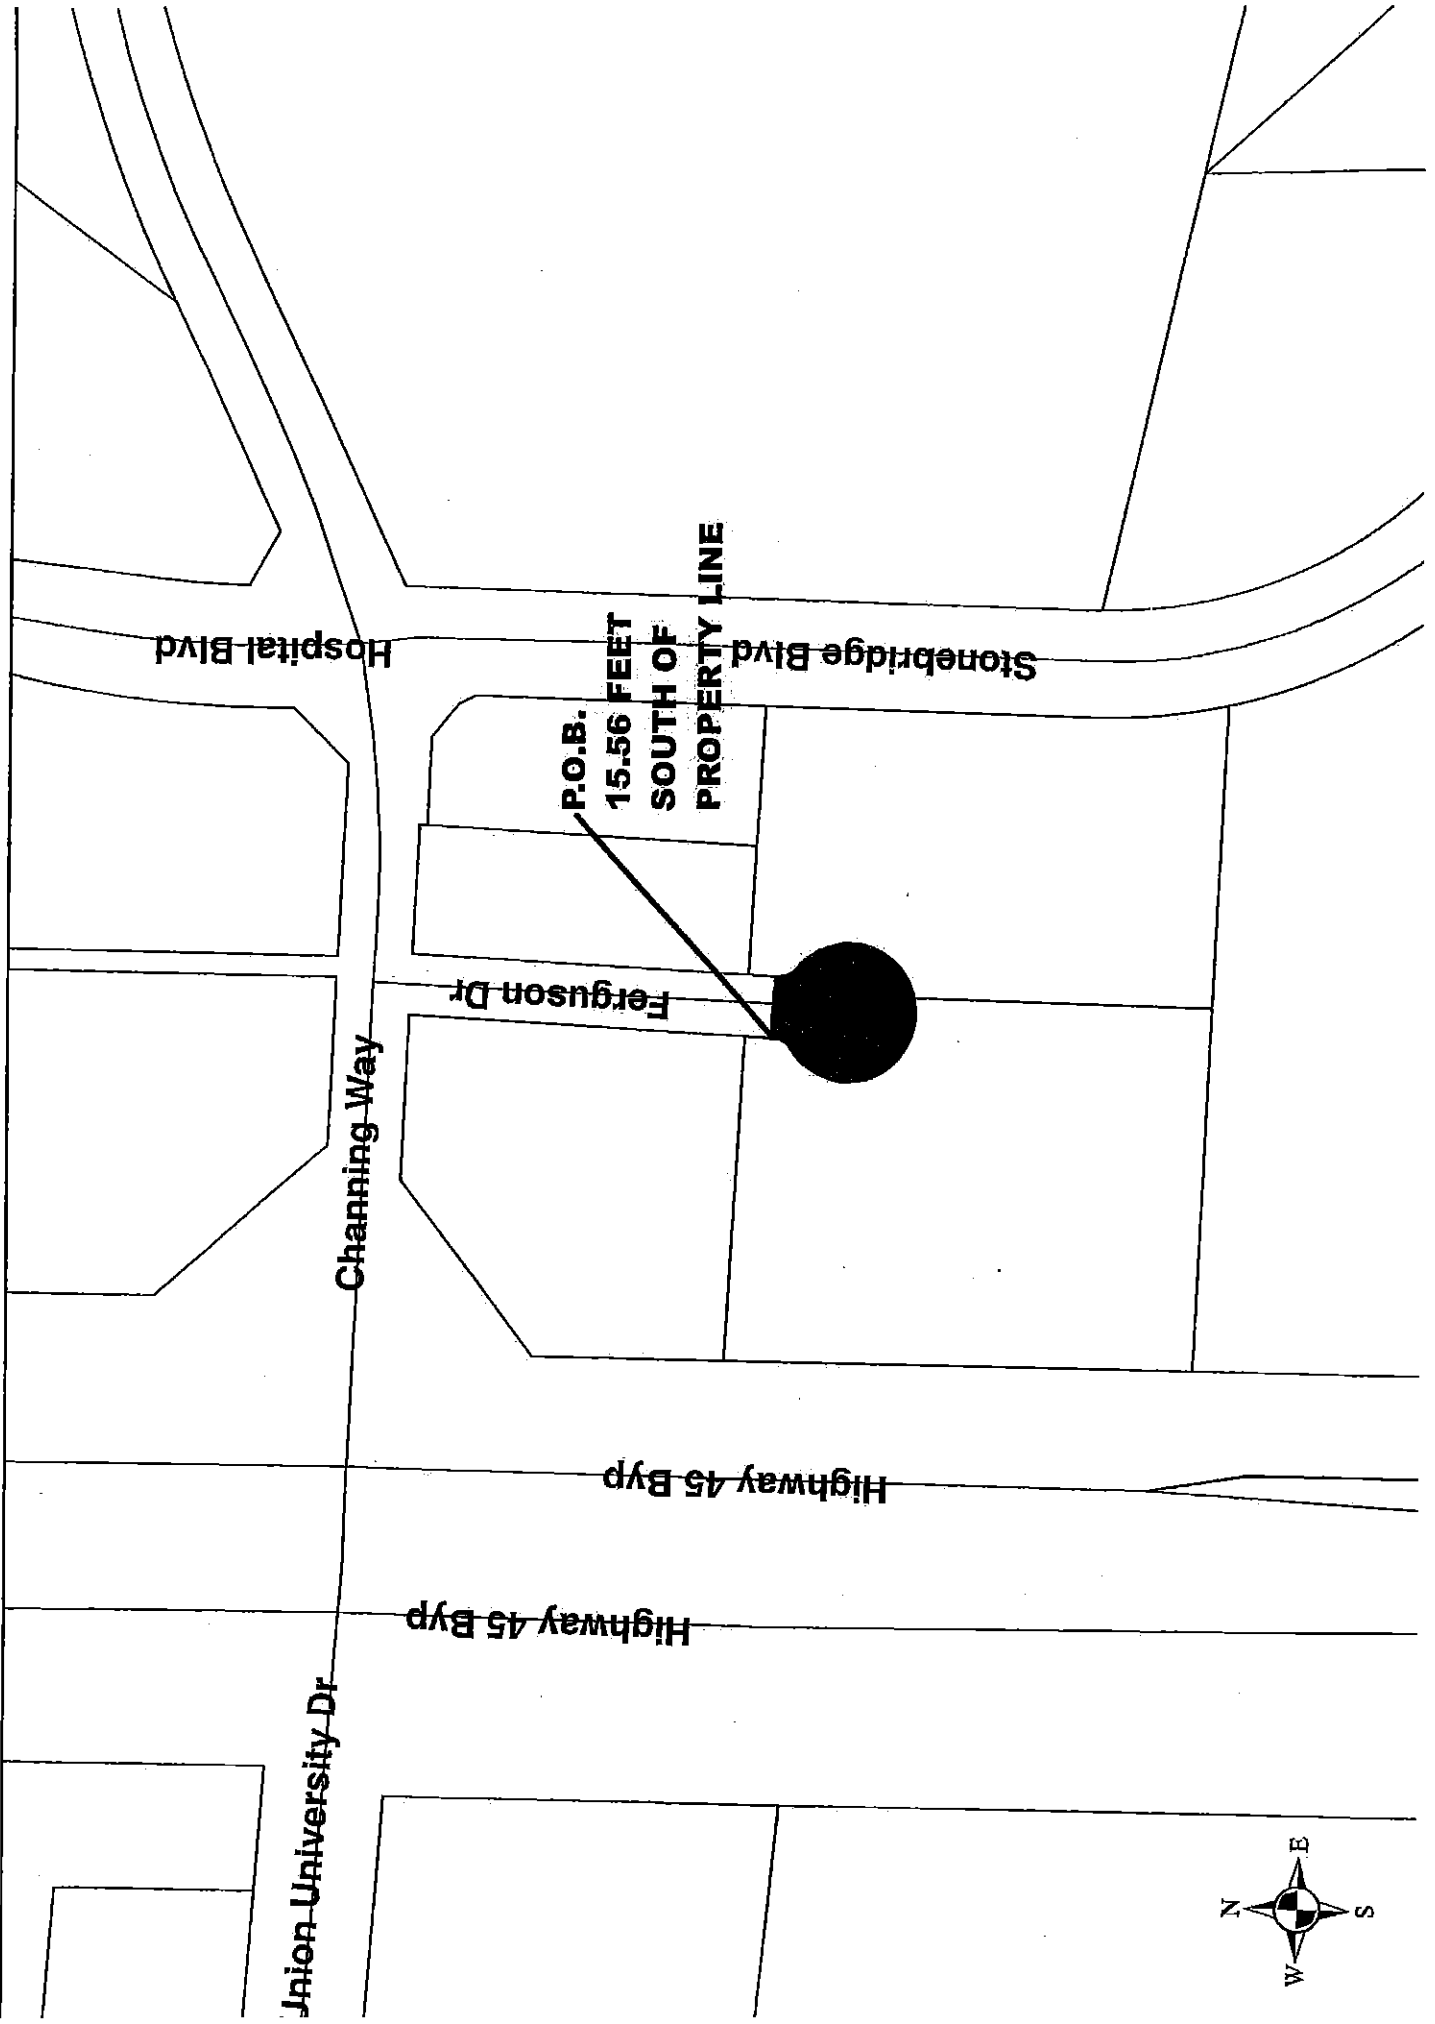 Hospital Blvd
Stonebridge Blvd
P.O.B.
15.56 FEET
SOUTH OF
PROPERTY LINE
Ferguson Dr
Channing Way
Highway 45 Byp
Highway 45 Byp
Union University Dr
N
E
S
W